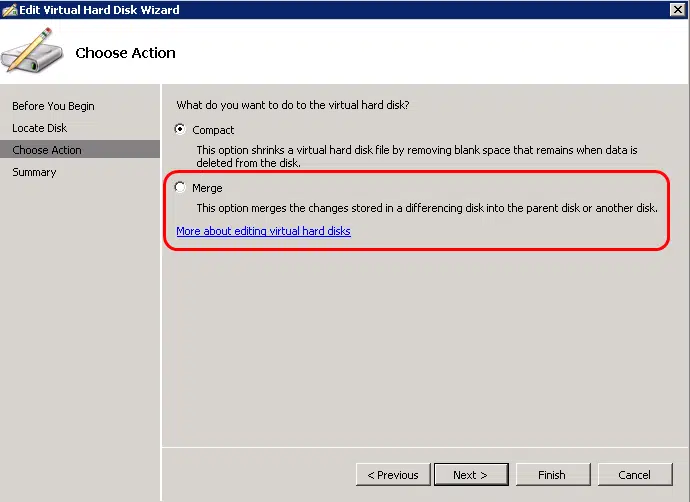 Edit Virtual Hard Disk Wizard
Choose Action
Before You Begin
Locate Disk
Choose Action
Summary
What do you want to do to the virtual hard disk?
Compact
This option shrinks a virtual hard disk file by removing blank space that remains when data is
deleted from the disk.
Merge
This option merges the changes stored in a differencing disk into the parent disk or another disk.
More about editing virtual hard disks
< Previous
Next >
Finish
Cancel